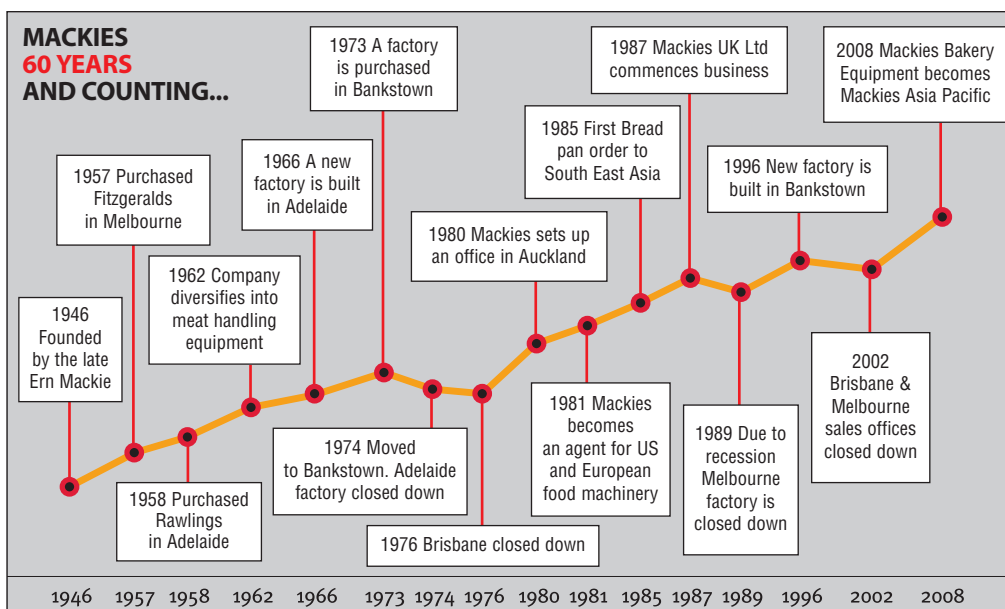 MACKIES
60 YEARS
AND COUNTING...
1946
Founded
by the late
Ern Mackie
1957 Purchased
Fitzgeralds
in Melbourne
1958 Purchased
Rawlings
in Adelaide
1962 Company
diversifies into
meat handling
equipment
1966 A new
factory is built
in Adelaide
1973 A factory
is purchased
in Bankstown
1974 Moved
to Bankstown. Adelaide
factory closed down
1976 Brisbane closed down
1980 Mackies sets up
an office in Auckland
1981 Mackies
becomes
an agent for US
and European
food machinery
1985 First Bread
pan order to
South East Asia
1987 Mackies UK Ltd
commences business
1989 Due to
recession
Melbourne
factory is
closed down
1996 New factory is
built in Bankstown
2002
Brisbane &
Melbourne
sales offices
closed down
2008 Mackies Bakery
Equipment becomes
Mackies Asia Pacific
1946 1957 1958 1962 1966 1973 1974 1976 1980 1981 1985 1987 1989 1996 2002 2008